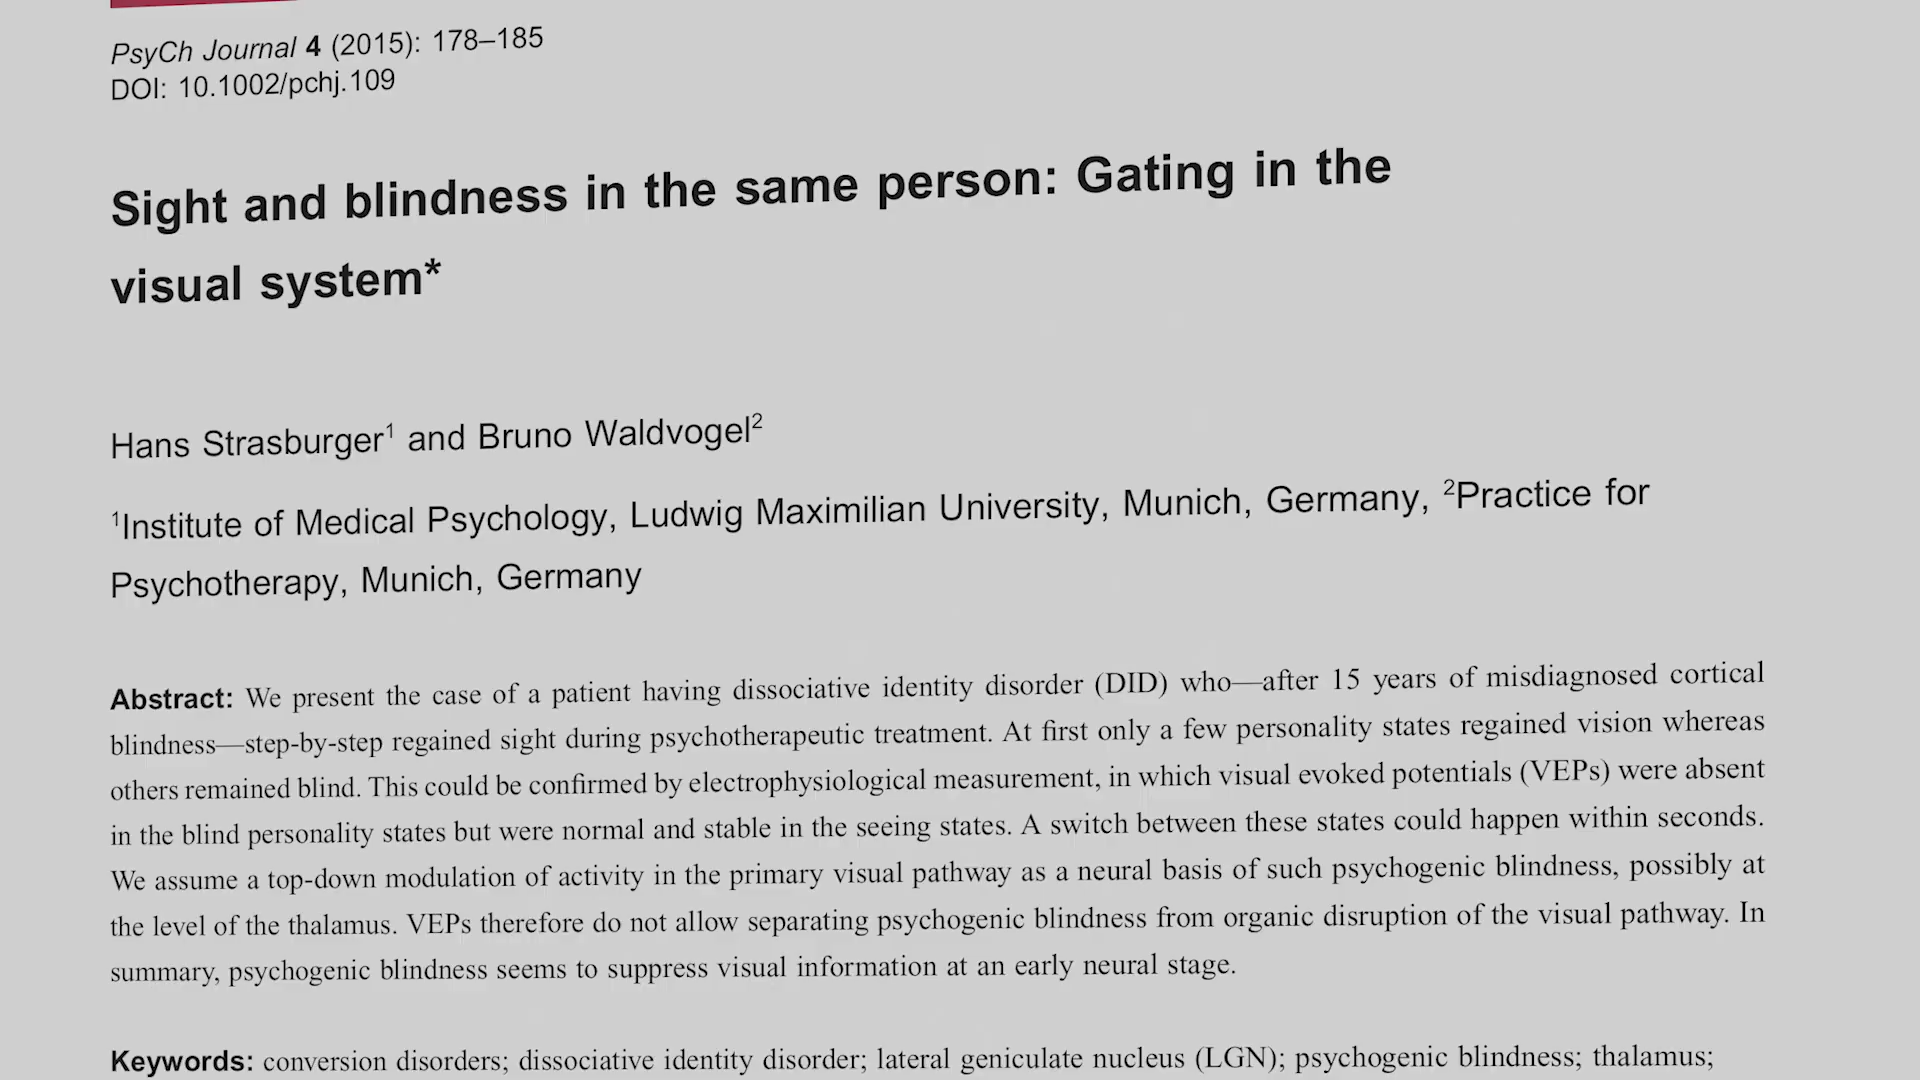 PsyCh Journal 4 (2015): 178–185
DOI: 10.1002/pchj.109
Sight and blindness in the same person: Gating in the
visual system*
Hans Strasburger1 and Bruno Waldvogel2
1Institute of Medical Psychology, Ludwig Maximilian University, Munich, Germany, 2Practice for
Psychotherapy, Munich, Germany
Abstract: We present the case of a patient having dissociative identity disorder (DID) who—after 15 years of misdiagnosed cortical
blindness—step-by-step regained sight during psychotherapeutic treatment. At first only a few personality states regained vision whereas
others remained blind. This could be confirmed by electrophysiological measurement, in which visual evoked potentials (VEPs) were absent
in the blind personality states but were normal and stable in the seeing states. A switch between these states could happen within seconds.
We assume a top-down modulation of activity in the primary visual pathway as a neural basis of such psychogenic blindness, possibly at
the level of the thalamus. VEPs therefore do not allow separating psychogenic blindness from organic disruption of the visual pathway. In
summary, psychogenic blindness seems to suppress visual information at an early neural stage.
Keywords: conversion disorders; dissociative identity disorder; lateral geniculate nucleus (LGN); psychogenic blindness; thalamus;